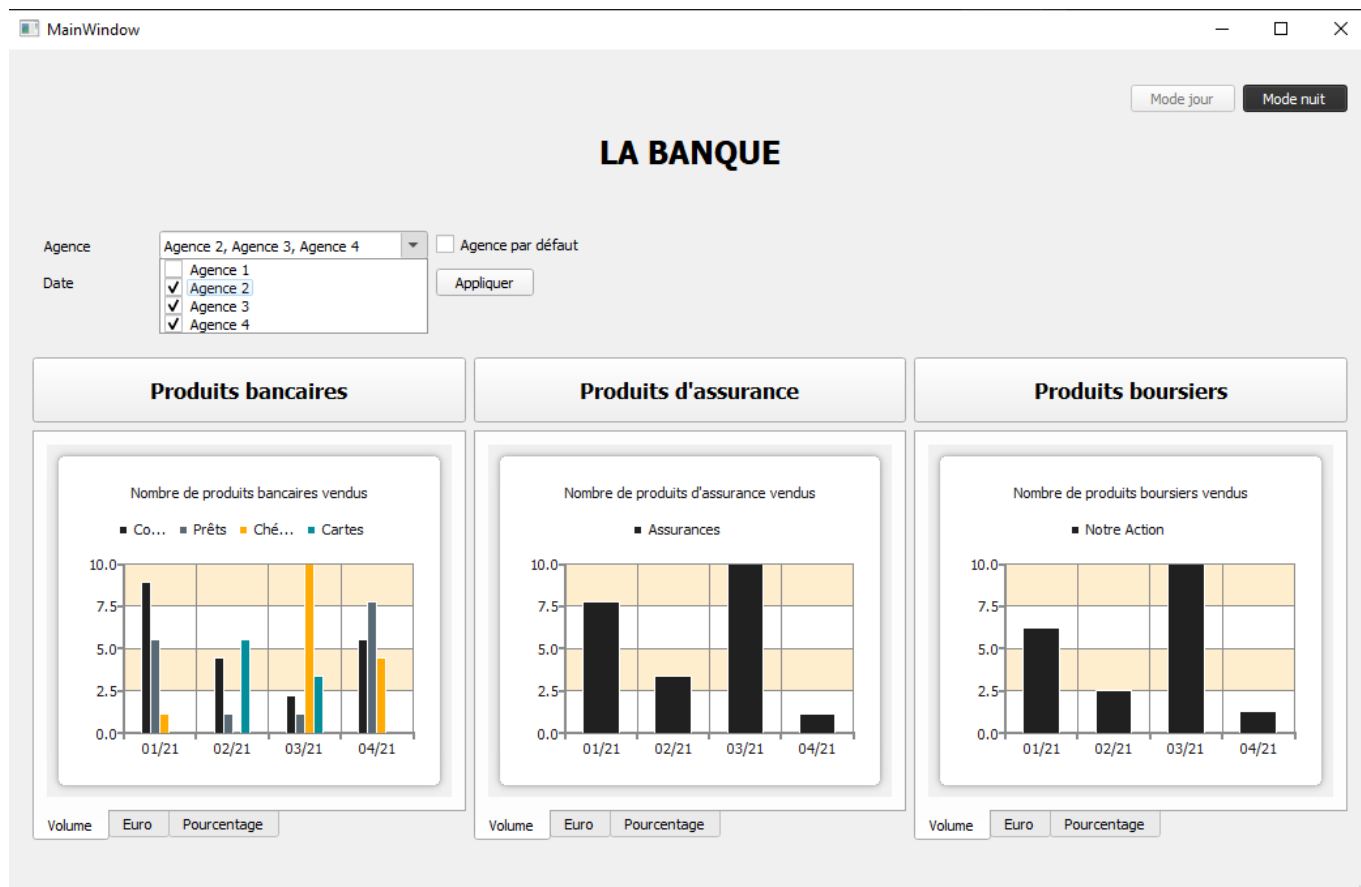 MainWindow
Mode jour Mode nuit
LA BANQUE
Agence Agence 2, Agence 3, Agence 4 Agence par défaut
Agence 1
Date Agence 2 Appliquer
Agence 3
Agence 4
Produits bancaires Produits d'assurance Produits boursiers
Nombre de produits bancaires vendus
Co... Prêts Ché... Cartes
10.0
7.5
5.0
2.5
0.0
01/21 02/21 03/21 04/21
Volume Euro Pourcentage
Nombre de produits d'assurance vendus
Assurances
10.0
7.5
5.0
2.5
0.0
01/21 02/21 03/21 04/21
Volume Euro Pourcentage
Nombre de produits boursiers vendus
Notre Action
10.0
7.5
5.0
2.5
0.0
01/21 02/21 03/21 04/21
Volume Euro Pourcentage